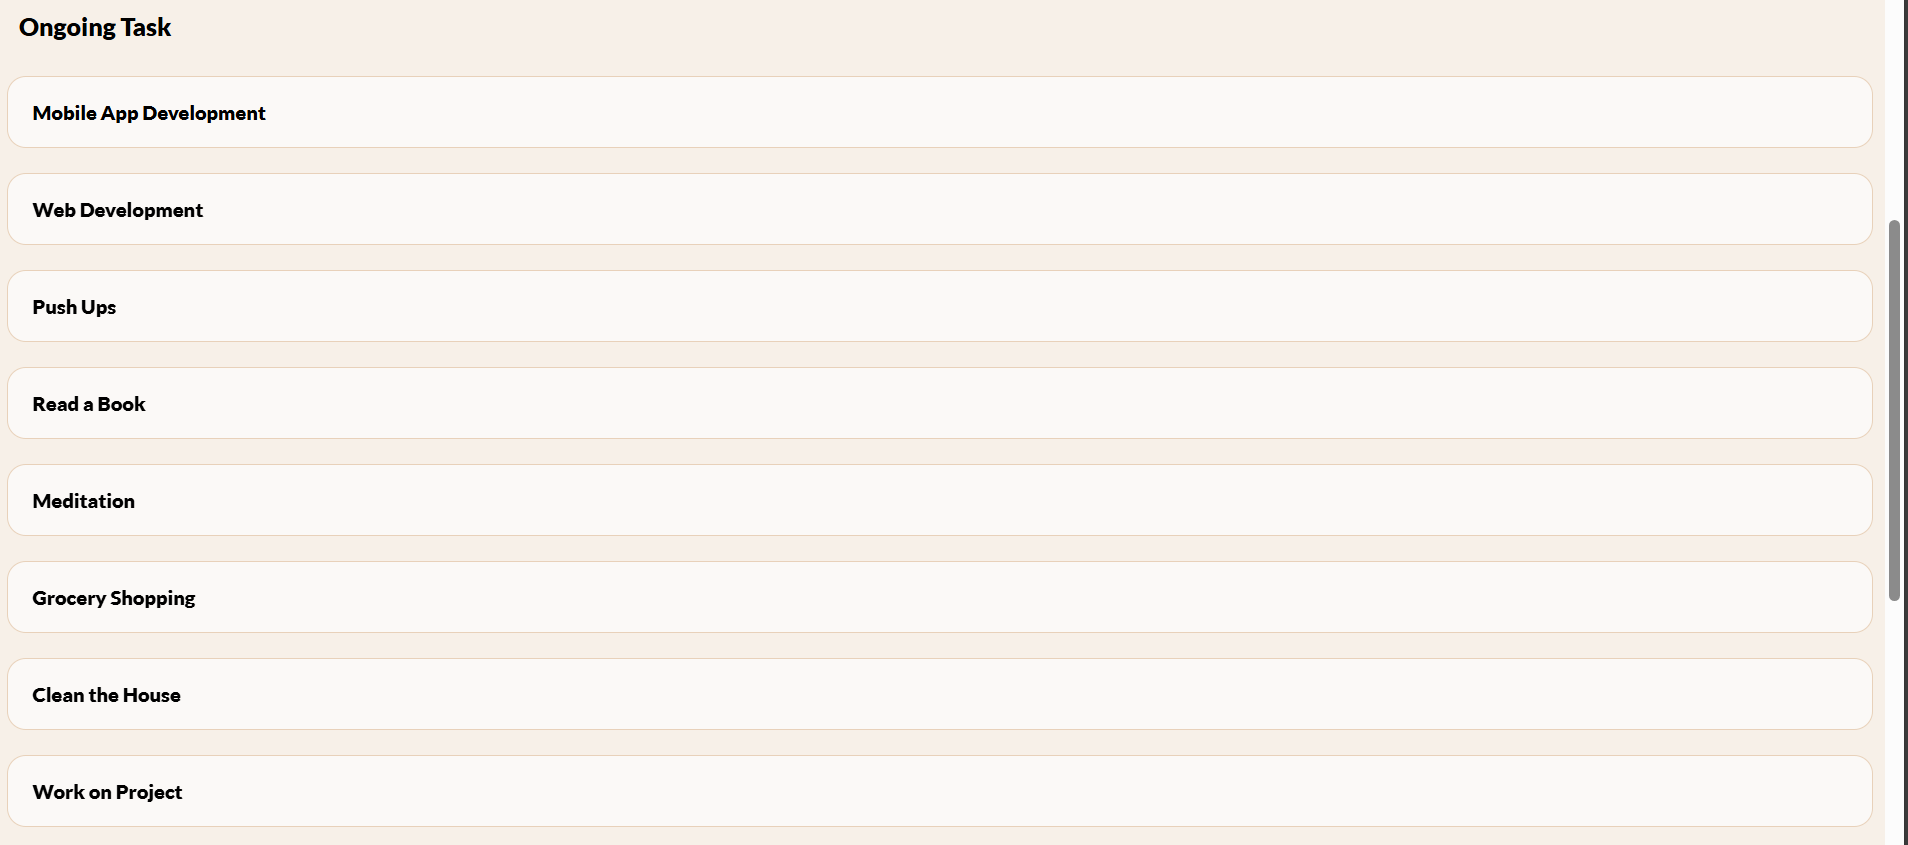 Ongoing Task
Mobile App Development
Web Development
Push Ups
Read a Book
Meditation
Grocery Shopping
Clean the House
Work on Project